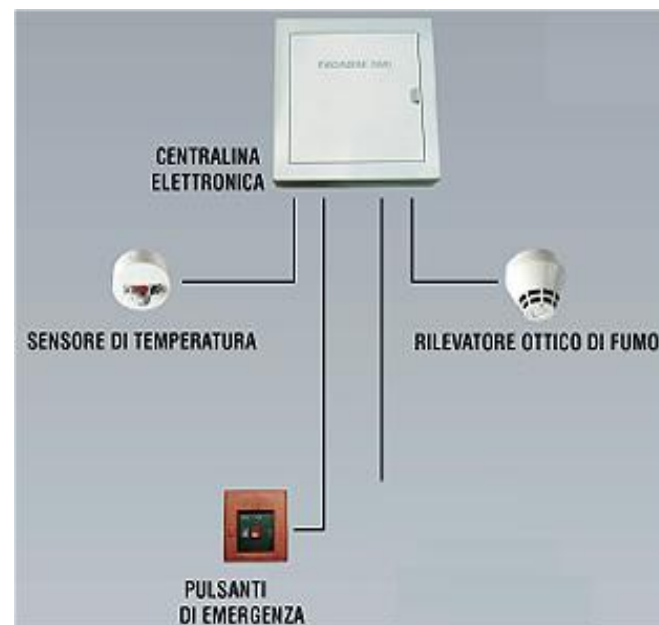 CENTRALINA
ELETTRONICA
SENSORE DI TEMPERATURA
RILEVATORE OTTICO DI FUMO
PULSANTI
DI EMERGENZA